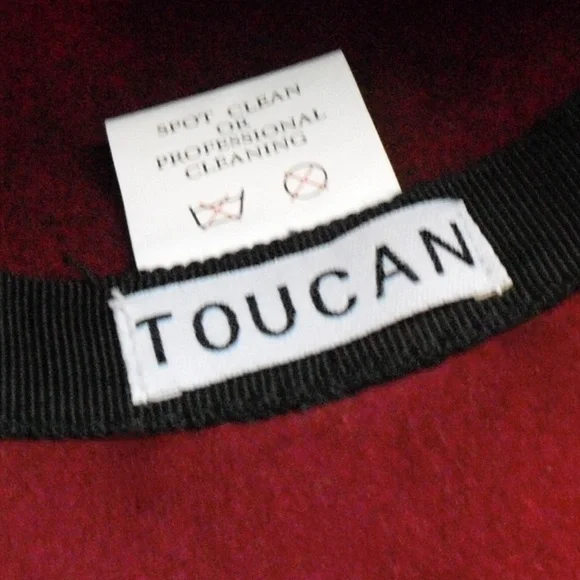 SPOT CLEAN
OR
PROFESSIONAL
CLEANING
TOUCAN